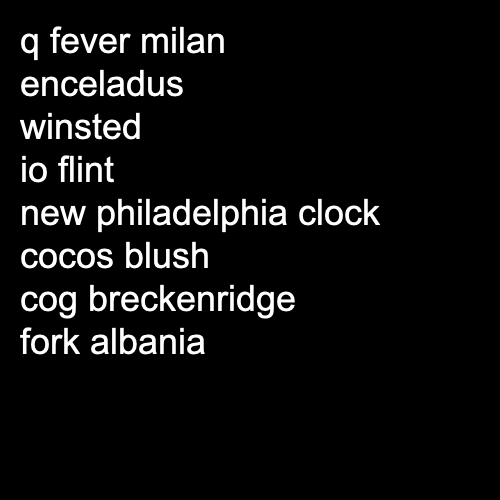 q fever milan
enceladus
winsted
io flint
new philadelphia clock
cocos blush
cog breckenridge
fork albania